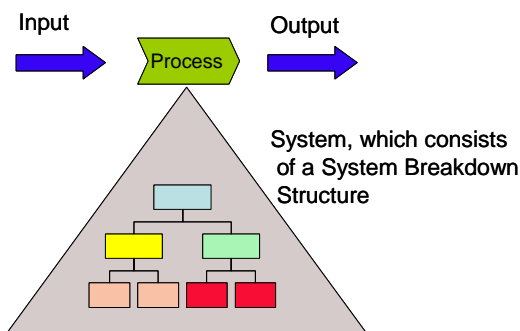 Input
Output
Process
System, which consists
of a System Breakdown
Structure